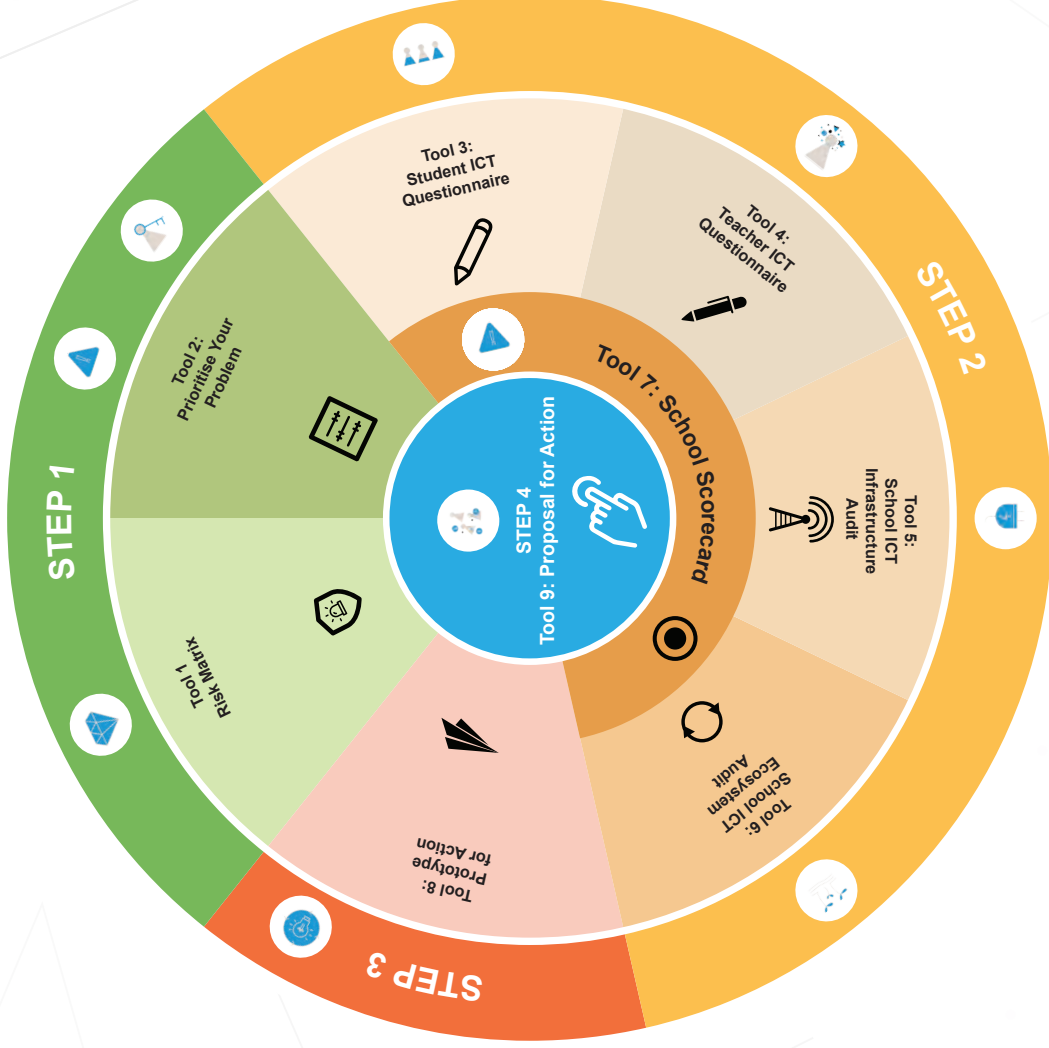 STEP 1
Tool 1
Risk Matrix
Tool 2:
Prioritise Your
Problem
STEP 2
Tool 3:
Student ICT
Questionnaire
Tool 4:
Teacher ICT
Questionnaire
Tool 5:
School ICT
Infrastructure
Audit
Tool 6:
School ICT
Ecosystem
Audit
Tool 7: School Scorecard
STEP 3
Tool 8:
Prototype
for Action
STEP 4
Tool 9: Proposal for Action